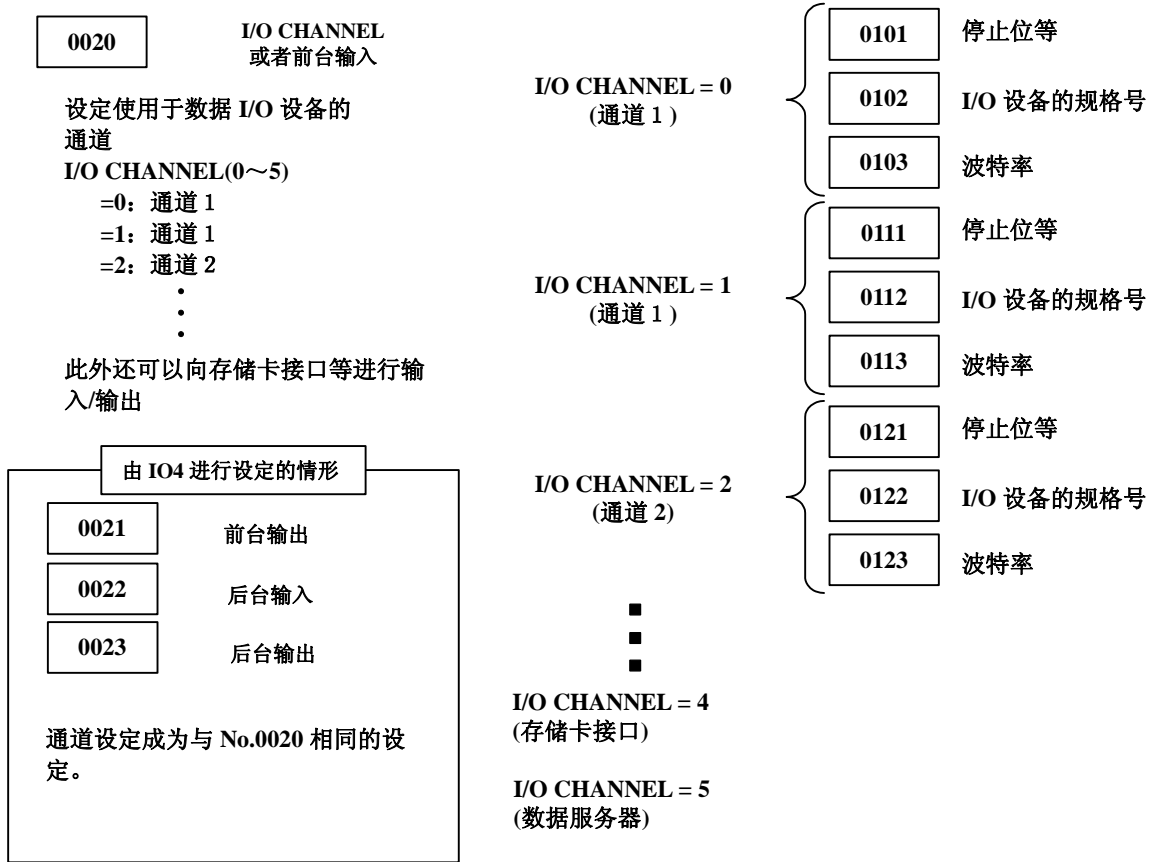 0020
I/O CHANNEL
或者前台输入
设定使用于数据 I/O 设备的
通道
I/O CHANNEL(0～5)
=0：通道１
=1：通道１
=2：通道２
此外还可以向存储卡接口等进行输
入/输出
由 IO4 进行设定的情形
0021 前台输出
0022 后台输入
0023 后台输出
通道设定成为与 No.0020 相同的设
定。
I/O CHANNEL = 0
(通道１)
0101 停止位等
0102 I/O 设备的规格号
0103 波特率
I/O CHANNEL = 1
(通道１)
0111 停止位等
0112 I/O 设备的规格号
0113 波特率
I/O CHANNEL = 2
(通道 2)
0121 停止位等
0122 I/O 设备的规格号
0123 波特率
I/O CHANNEL = 4
(存储卡接口)
I/O CHANNEL = 5
(数据服务器)